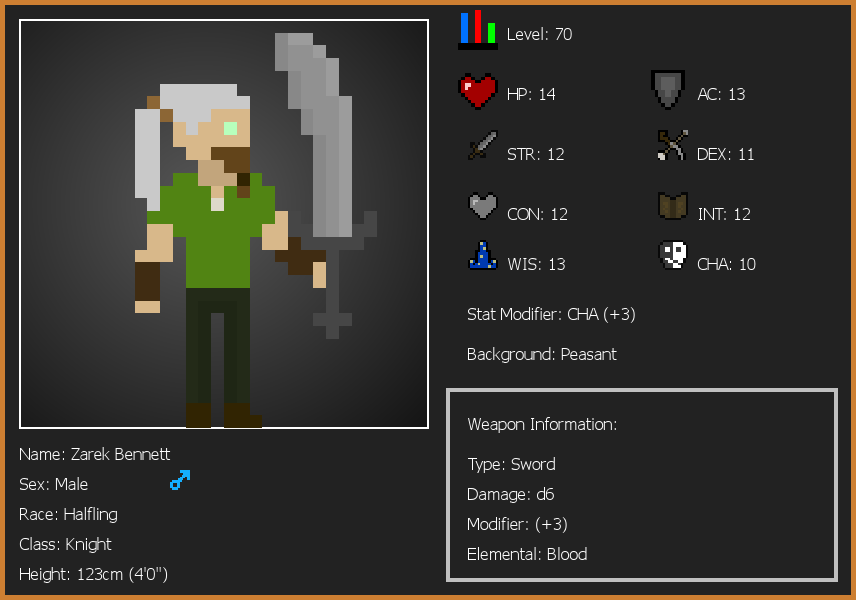 Level: 70
HP: 14
AC: 13
STR: 12
DEX: 11
CON: 12
INT: 12
WIS: 13
CHA: 10
Stat Modifier: CHA (+3)
Background: Peasant
Weapon Information:
Type: Sword
Damage: d6
Modifier: (+3)
Elemental: Blood
Name: Zarek Bennett
Sex: Male
Race: Halfling
Class: Knight
Height: 123cm (4'0")